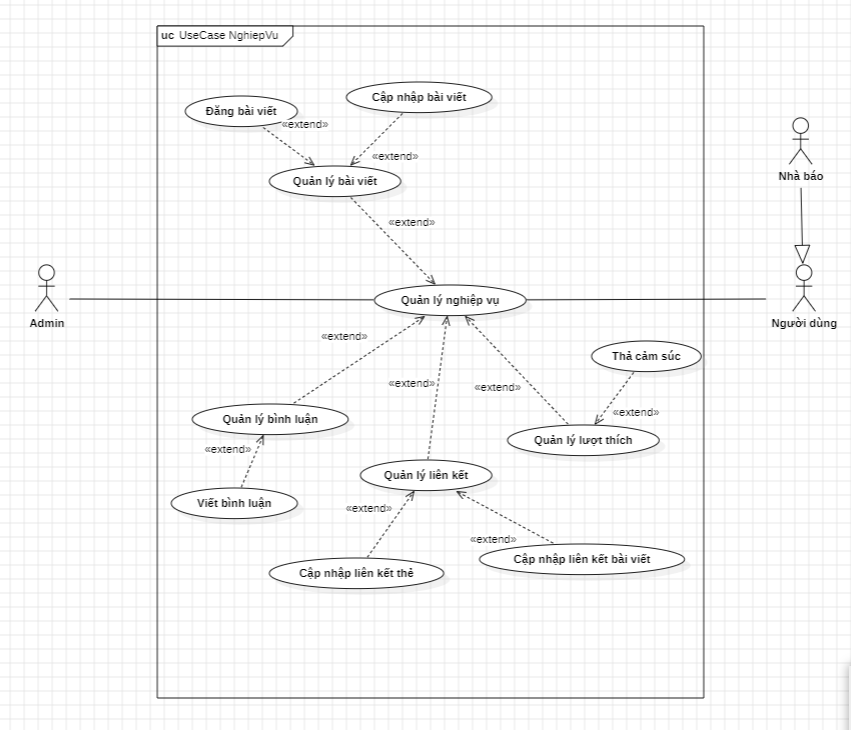 uc UseCase NghiepVu
Đăng bài viết
Cập nhập bài viết
«extend»
«extend»
Quản lý bài viết
Nhà báo
«extend»
Quản lý nghiệp vụ
Admin
Người dùng
«extend»
Thả cảm súc
«extend»
«extend»
«extend»
Quản lý bình luận
Quản lý lượt thích
«extend»
Quản lý liên kết
Viết bình luận
«extend»
«extend»
Cập nhập liên kết thẻ
Cập nhập liên kết bài viết